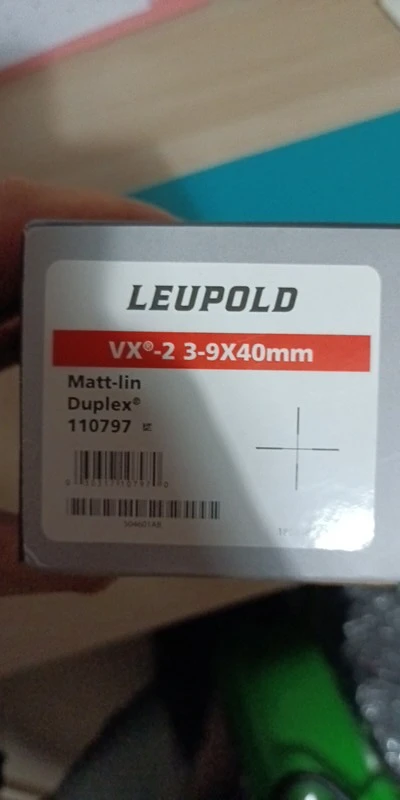 LEUPOLD
VX®-2 3-9X40mm
Matt-lin
Duplex®
110797